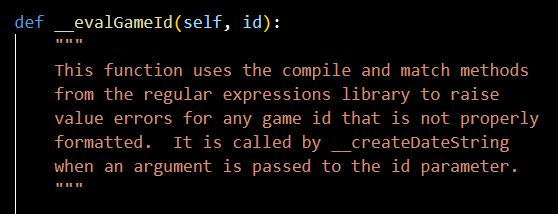 def __evalGameId(self, id):
"""
This function uses the compile and match methods
from the regular expressions library to raise
value errors for any game id that is not properly
formatted.  It is called by __createDateString
when an argument is passed to the id parameter.
"""